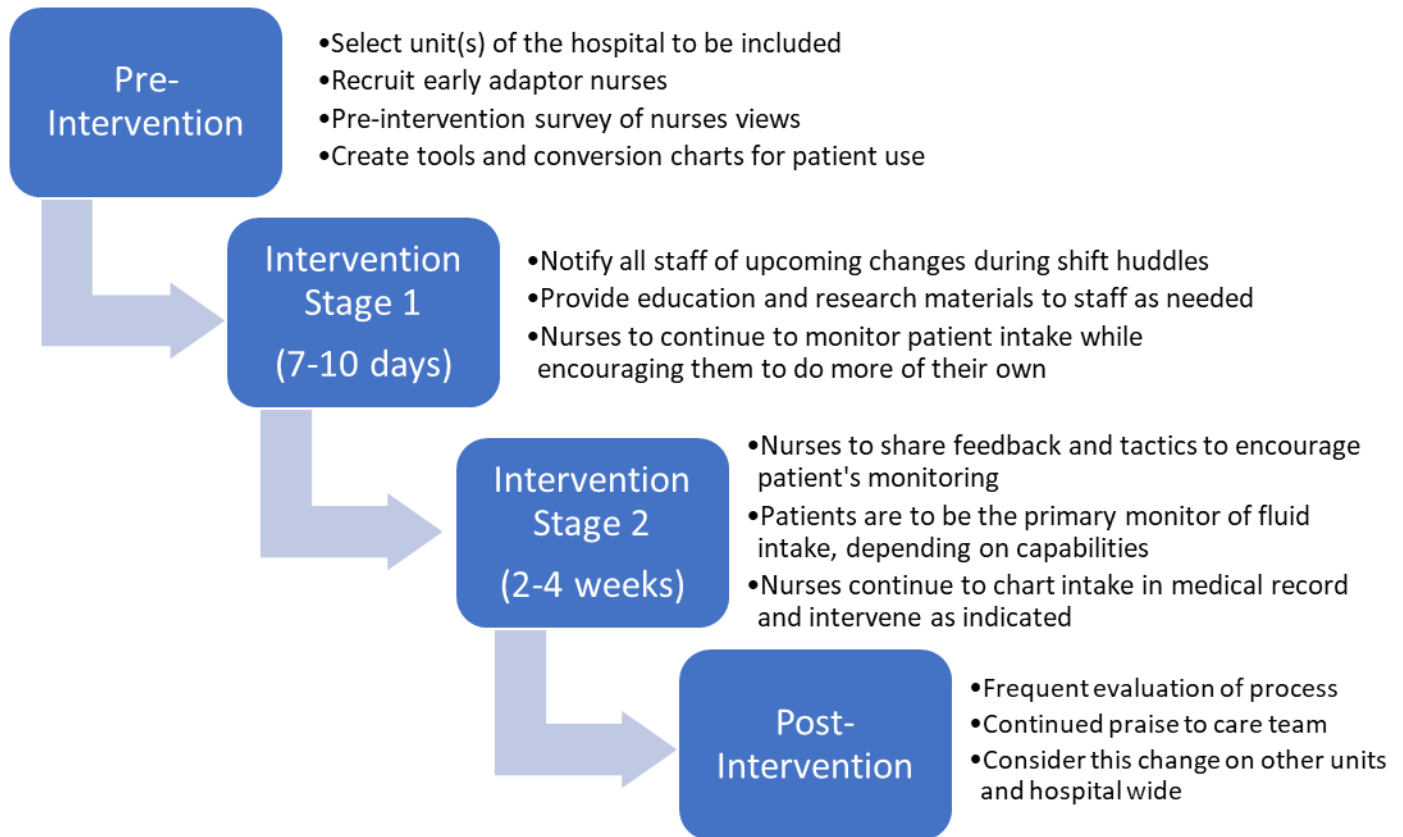 Pre-
Intervention
•Select unit(s) of the hospital to be included
•Recruit early adaptor nurses
•Pre-intervention survey of nurses views
•Create tools and conversion charts for patient use
Intervention
Stage 1
(7-10 days)
•Notify all staff of upcoming changes during shift huddles
•Provide education and research materials to staff as needed
•Nurses to continue to monitor patient intake while
encouraging them to do more of their own
Intervention
Stage 2
(2-4 weeks)
•Nurses to share feedback and tactics to encourage
patient's monitoring
•Patients are to be the primary monitor of fluid
intake, depending on capabilities
•Nurses continue to chart intake in medical record
and intervene as indicated
Post-
Intervention
•Frequent evaluation of process
•Continued praise to care team
•Consider this change on other units
and hospital wide